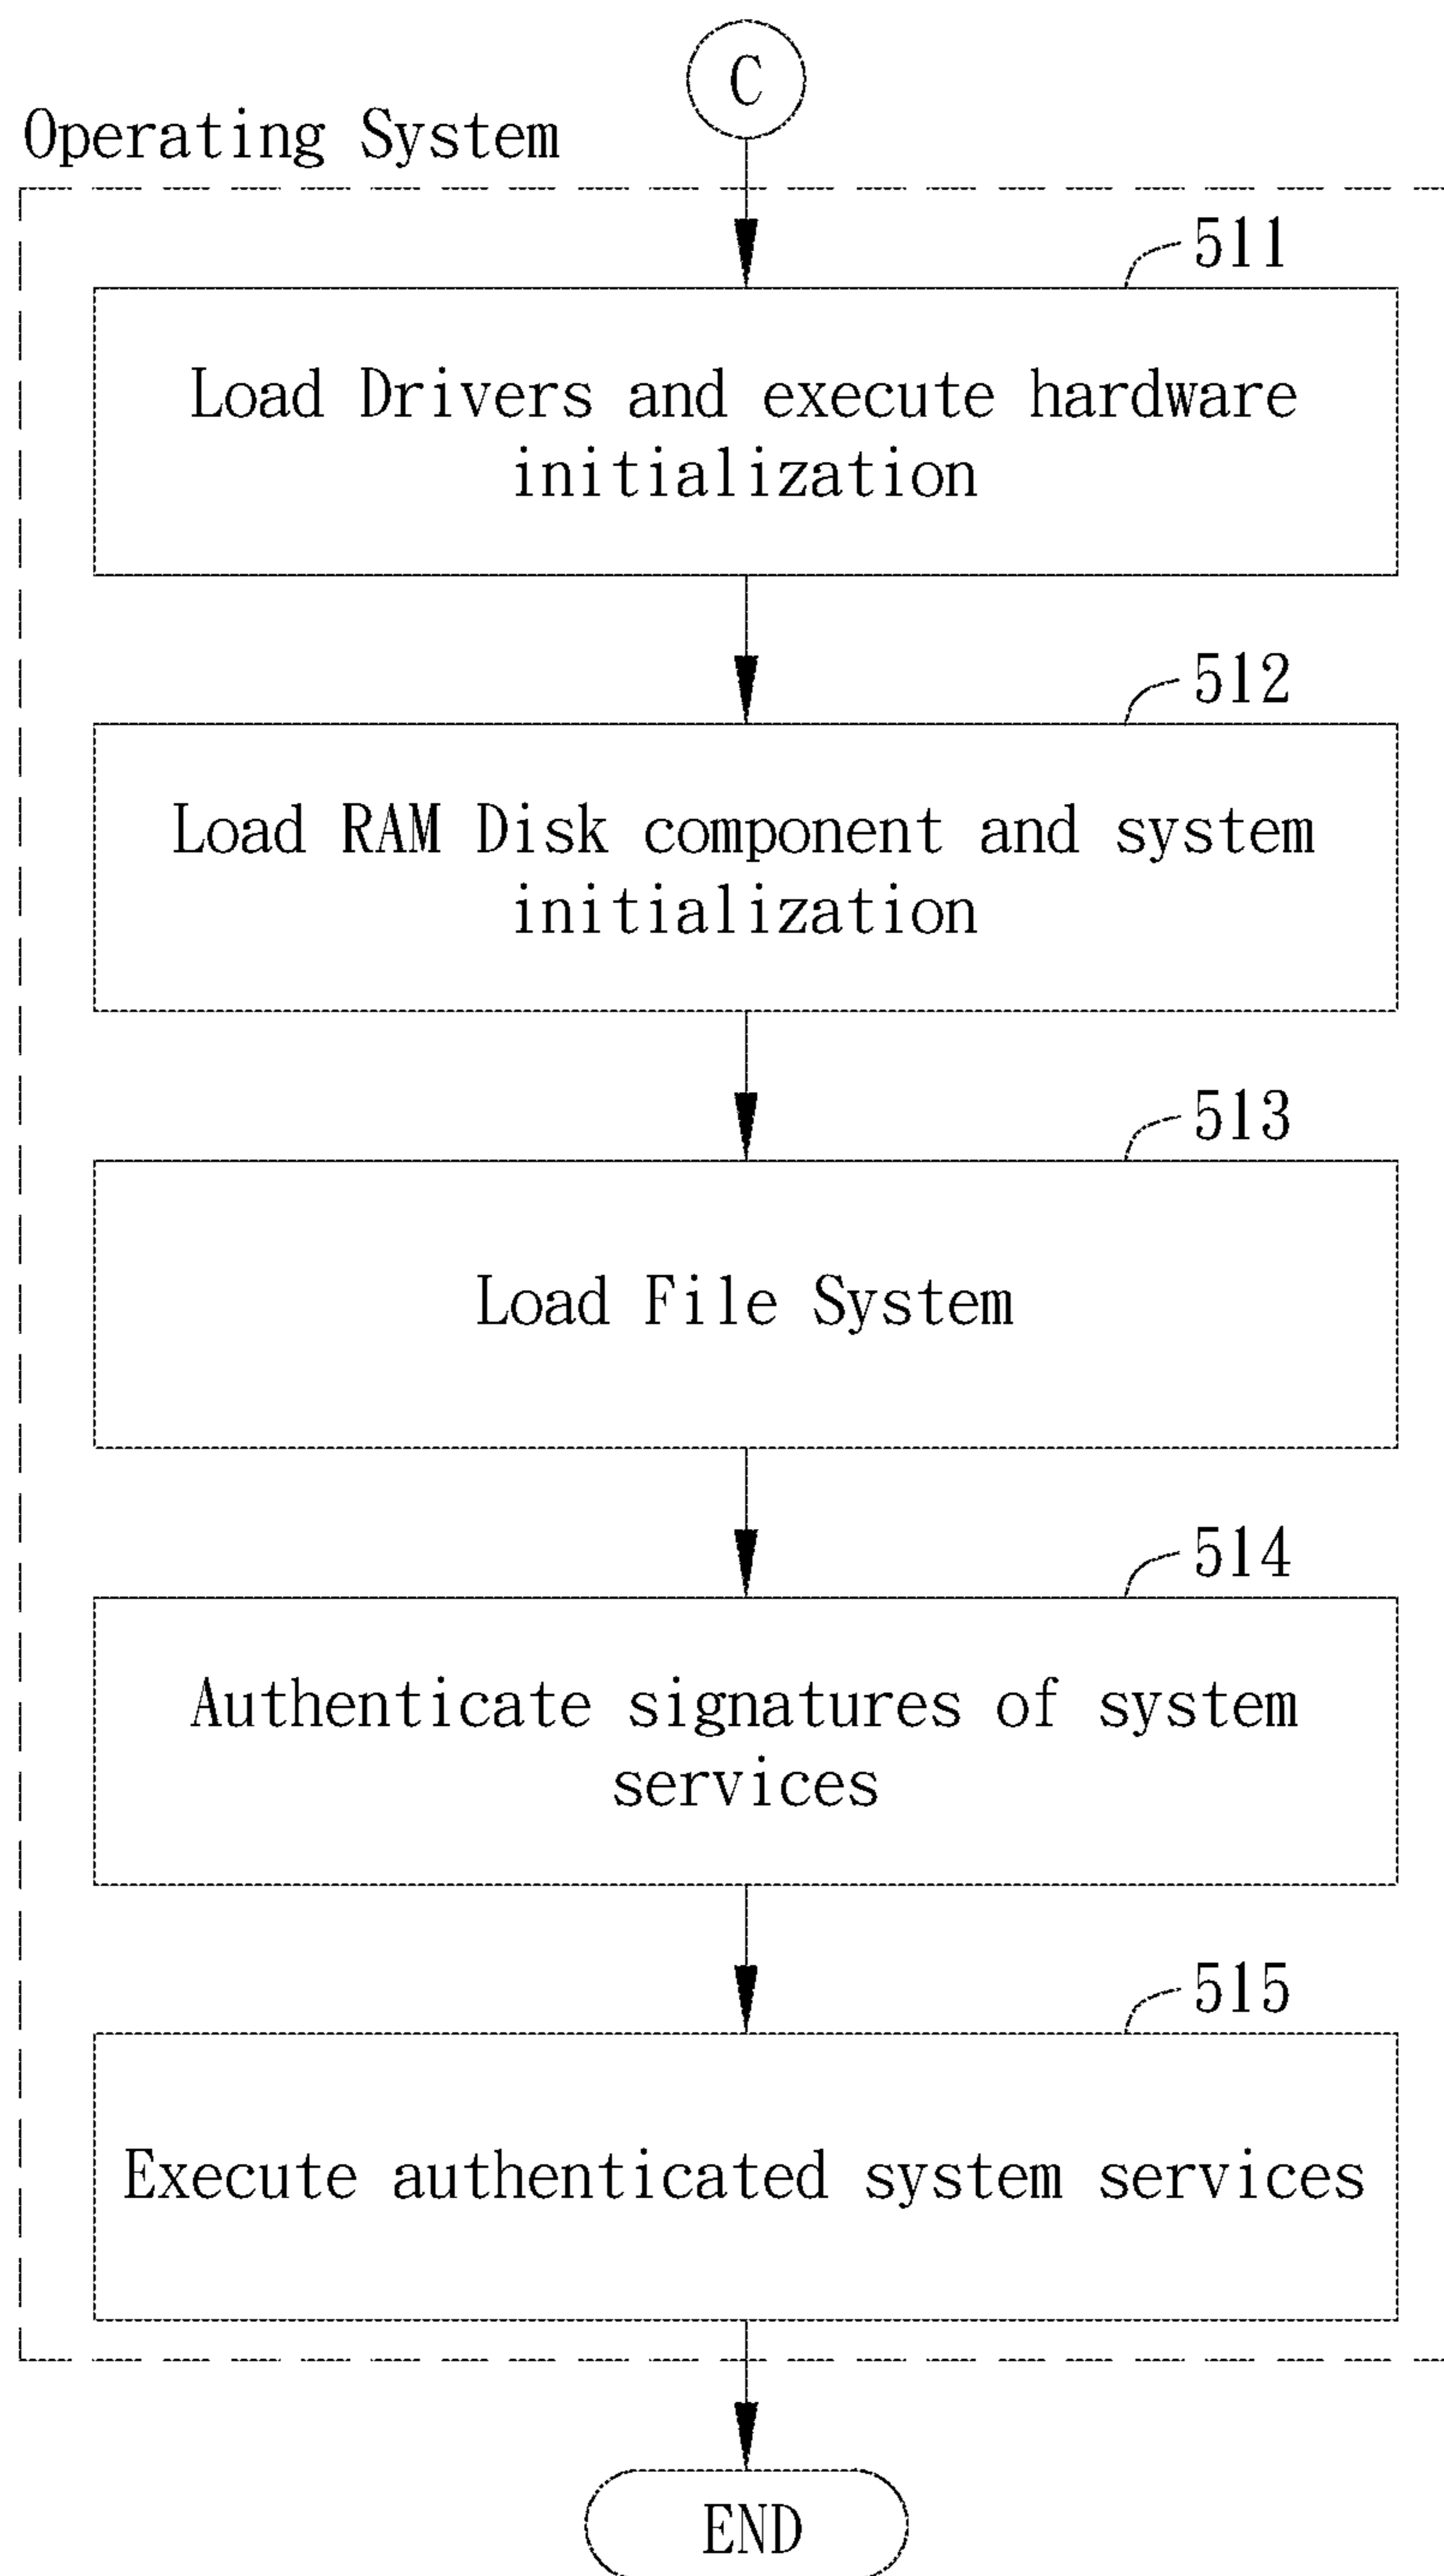 C
Operating System
511
Load Drivers and execute hardware
initialization
512
Load RAM Disk component and system
initialization
513
Load File System
514
Authenticate signatures of system
services
515
Execute authenticated system services
END